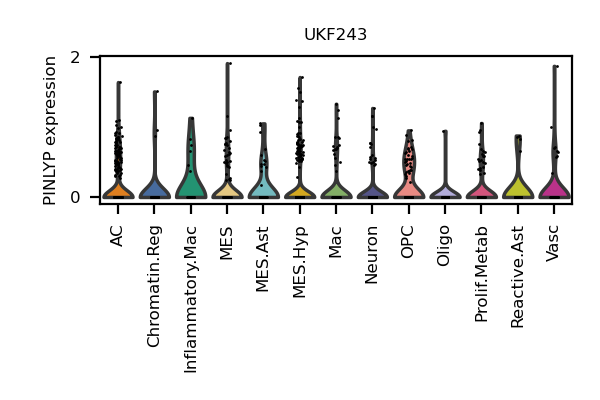 UKF243
PINLYP expression
2
0
AC
Chromatin.Reg
Inflammatory.Mac
MES
MES.Ast
MES.Hyp
Mac
Neuron
OPC
Oligo
Prolif.Metab
Reactive.Ast
Vasc